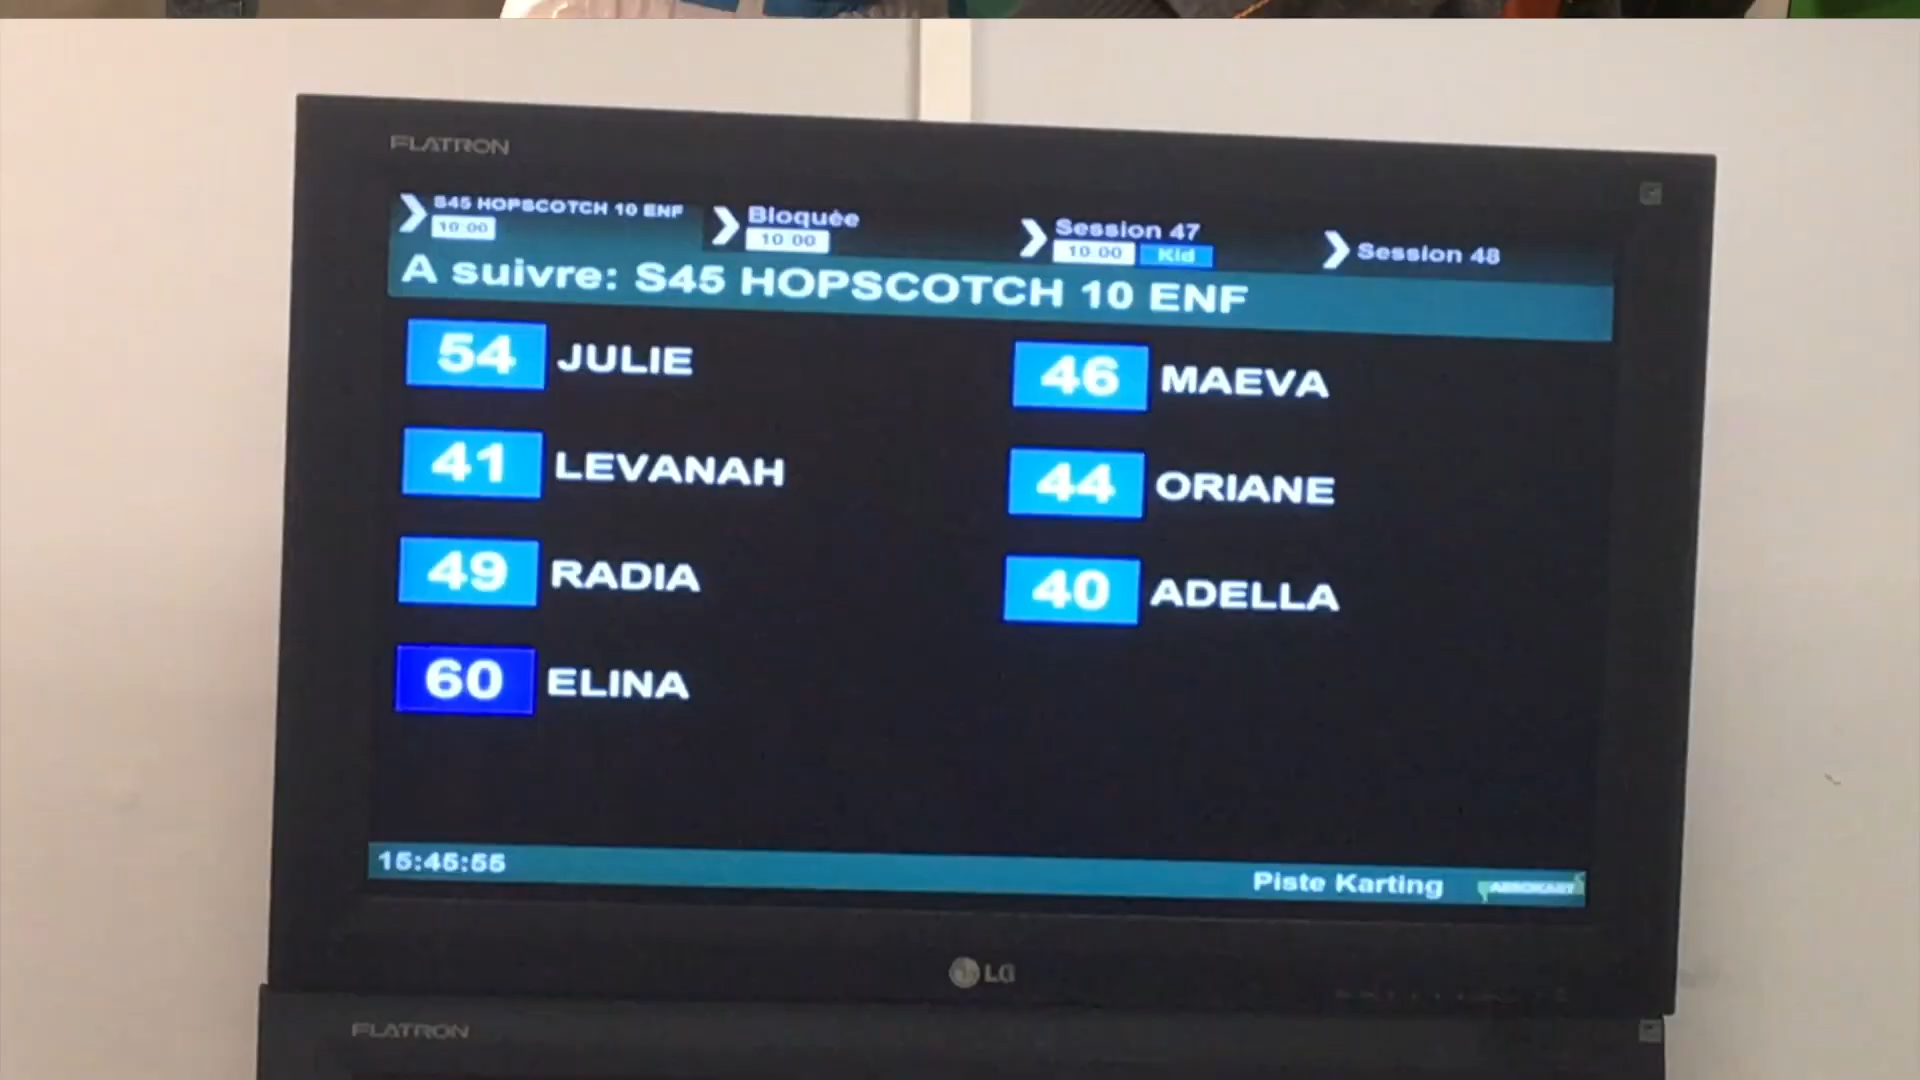 FLATRON
S45 HOPSCOTCH 10 ENF
10:00
Bloquée
10:00
Session 47
10:00 Kid
Session 48
A suivre: S45 HOPSCOTCH 10 ENF
54 JULIE
46 MAEVA
41 LEVANAH
44 ORIANE
49 RADIA
40 ADELLA
60 ELINA
15:45:55
Piste Karting
LG
FLATRON